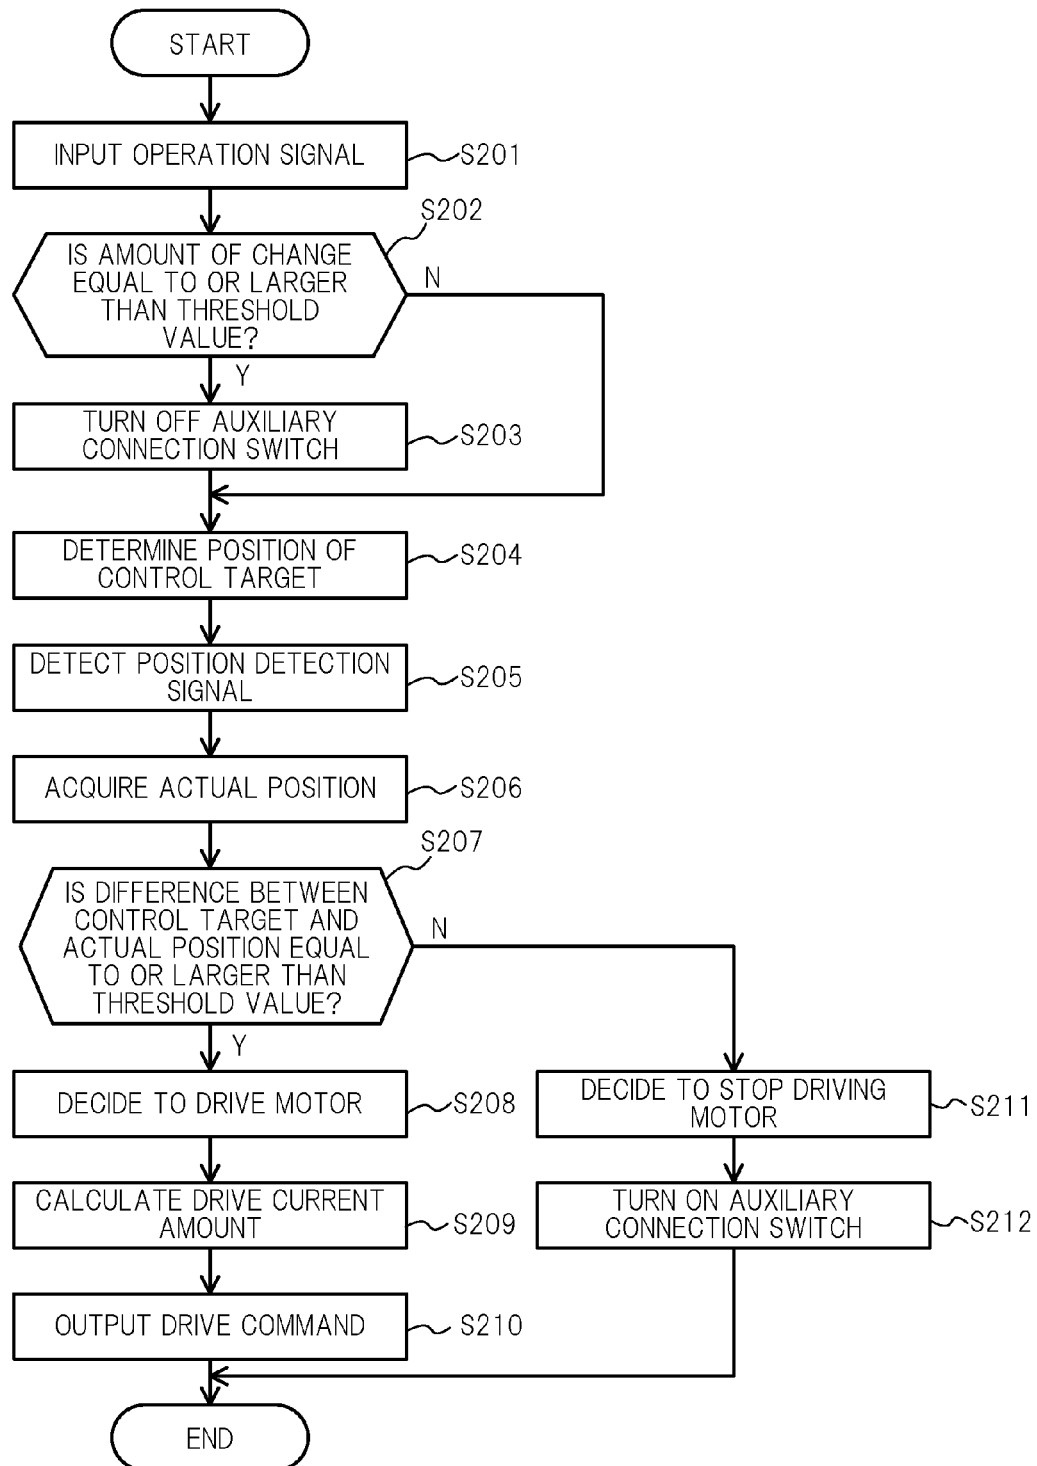 START
INPUT OPERATION SIGNAL
S201
S202
IS AMOUNT OF CHANGE
EQUAL TO OR LARGER
THAN THRESHOLD
VALUE?
N
Y
TURN OFF AUXILIARY
CONNECTION SWITCH
S203
DETERMINE POSITION OF
CONTROL TARGET
S204
DETECT POSITION DETECTION
SIGNAL
S205
ACQUIRE ACTUAL POSITION
S206
S207
IS DIFFERENCE BETWEEN
CONTROL TARGET AND
ACTUAL POSITION EQUAL
TO OR LARGER THAN
THRESHOLD VALUE?
N
Y
DECIDE TO DRIVE MOTOR
S208
DECIDE TO STOP DRIVING
MOTOR
S211
CALCULATE DRIVE CURRENT
AMOUNT
S209
TURN ON AUXILIARY
CONNECTION SWITCH
S212
OUTPUT DRIVE COMMAND
S210
END